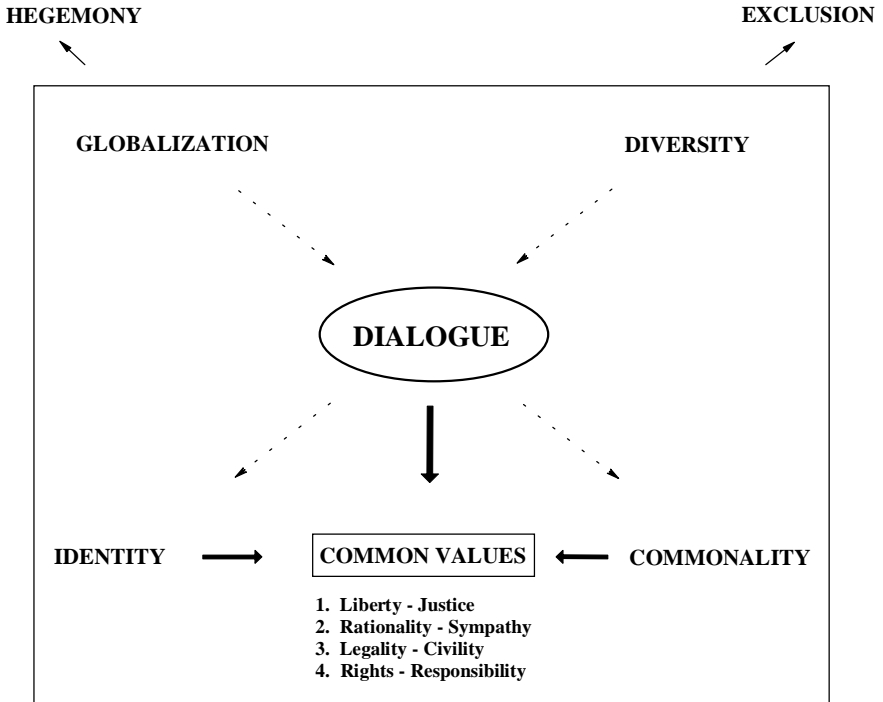 HEGEMONY EXCLUSION
GLOBALIZATION DIVERSITY
DIALOGUE
IDENTITY COMMON VALUES COMMONALITY
1. Liberty - Justice
2. Rationality - Sympathy
3. Legality - Civility
4. Rights - Responsibility